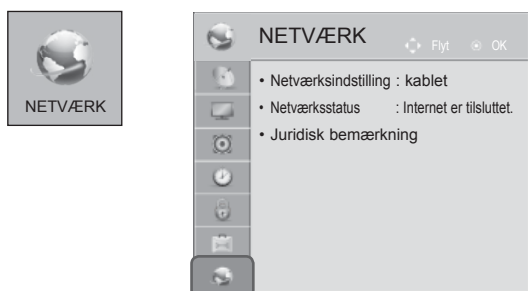 NETVÆRK
NETVÆRK Flyt OK
• Netværksindstilling : kablet
• Netværksstatus : Internet er tilsluttet.
• Juridisk bemærkning